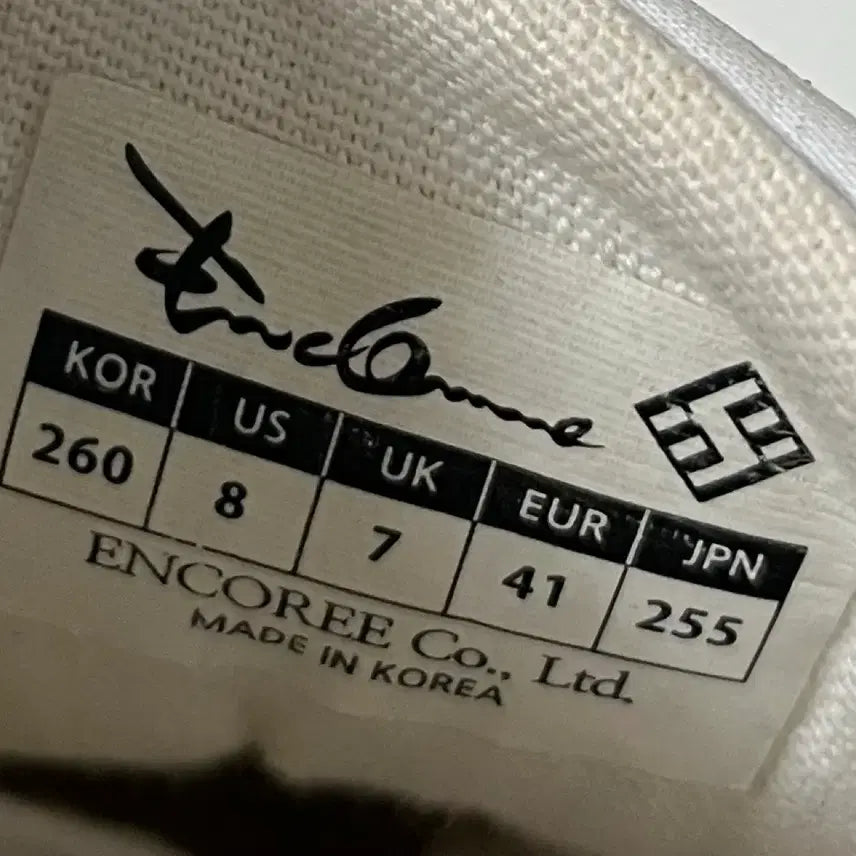 KOR US UK EUR JPN
260 8 7 41 255
ENCOREE Co., Ltd.
MADE IN KOREA